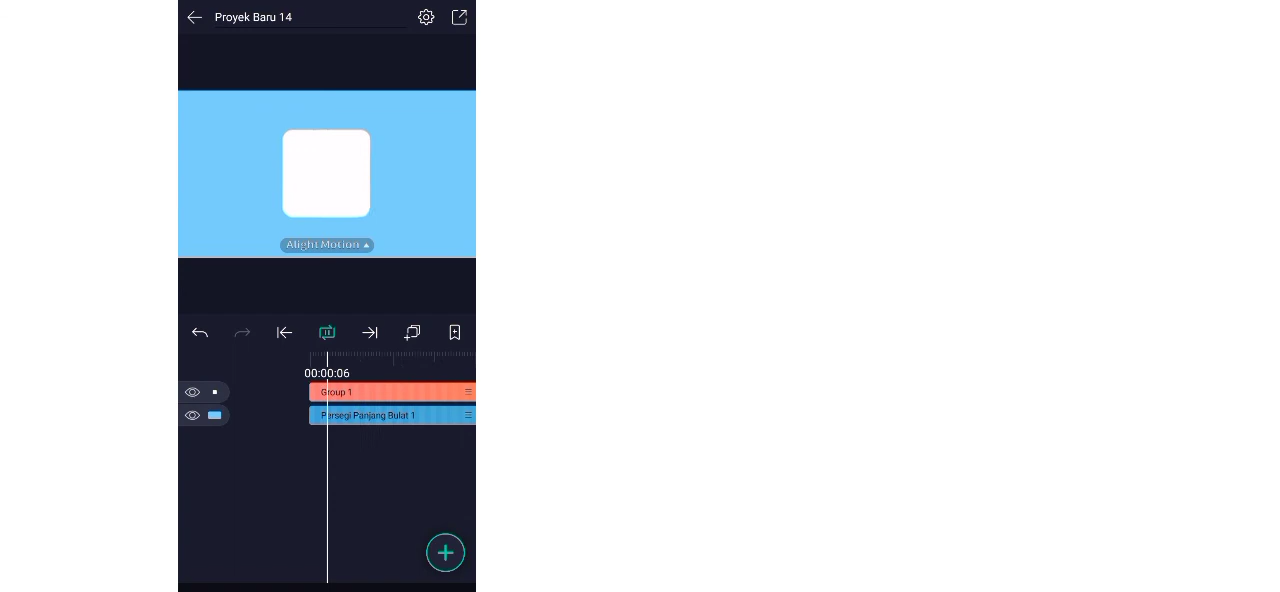 Proyek Baru 14
Alight Motion
00:00:06
Group 1
Persegi Panjang Bulat 1